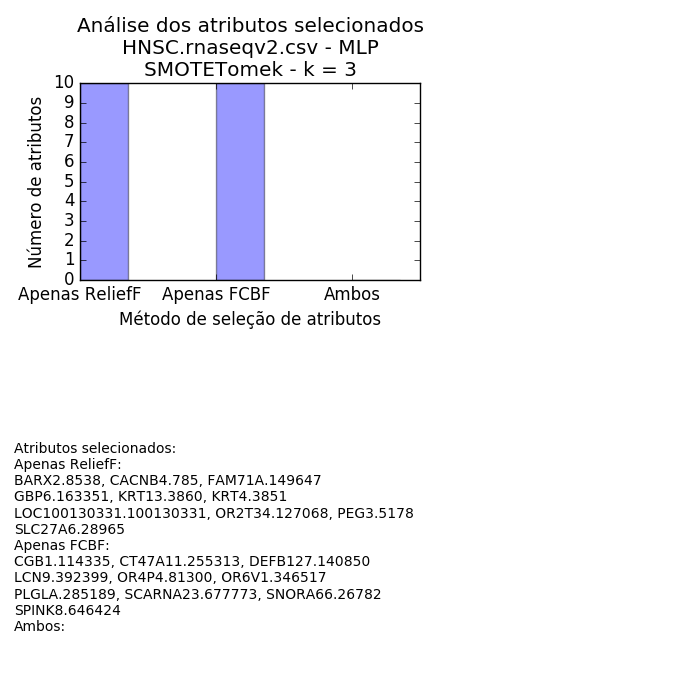 Análise dos atributos selecionados
HNSC.rnaseqv2.csv - MLP
SMOTETomek - k = 3
10
9
8
7
6
5
4
3
2
1
0
Número de atributos
Apenas ReliefF
Apenas FCBF
Ambos
Método de seleção de atributos
Atributos selecionados:
Apenas ReliefF:
BARX2.8538, CACNB4.785, FAM71A.149647
GBP6.163351, KRT13.3860, KRT4.3851
LOC100130331.100130331, OR2T34.127068, PEG3.5178
SLC27A6.28965
Apenas FCBF:
CGB1.114335, CT47A11.255313, DEFB127.140850
LCN9.392399, OR4P4.81300, OR6V1.346517
PLGLA.285189, SCARNA23.677773, SNORA66.26782
SPINK8.646424
Ambos: